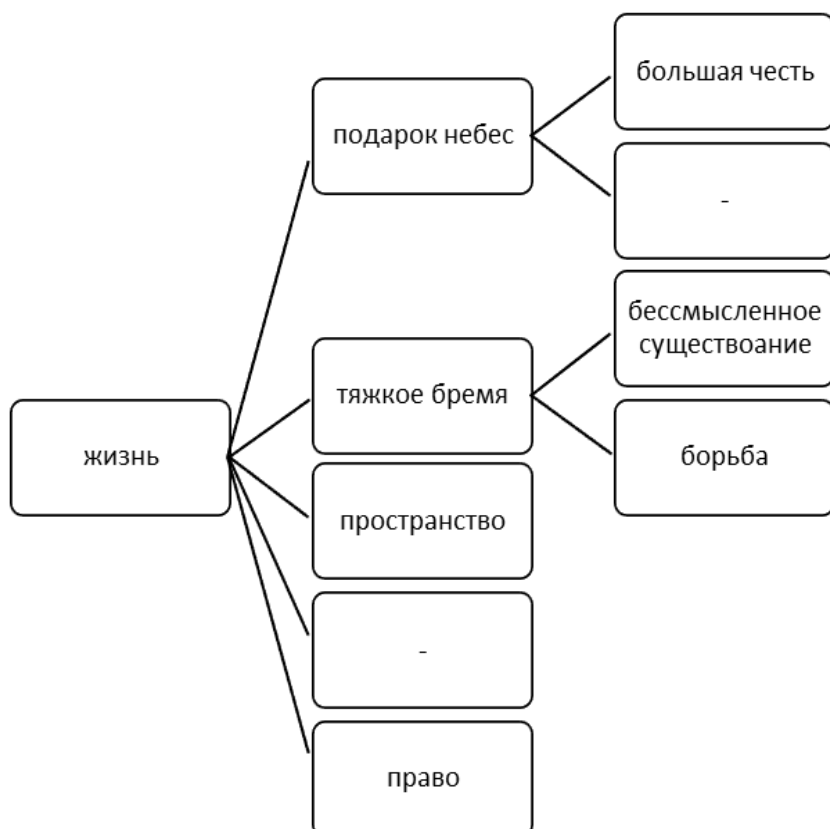 большая честь
подарок небес
-
бессмысленное
существоание
тяжкое бремя
жизнь
борьба
пространство
-
право